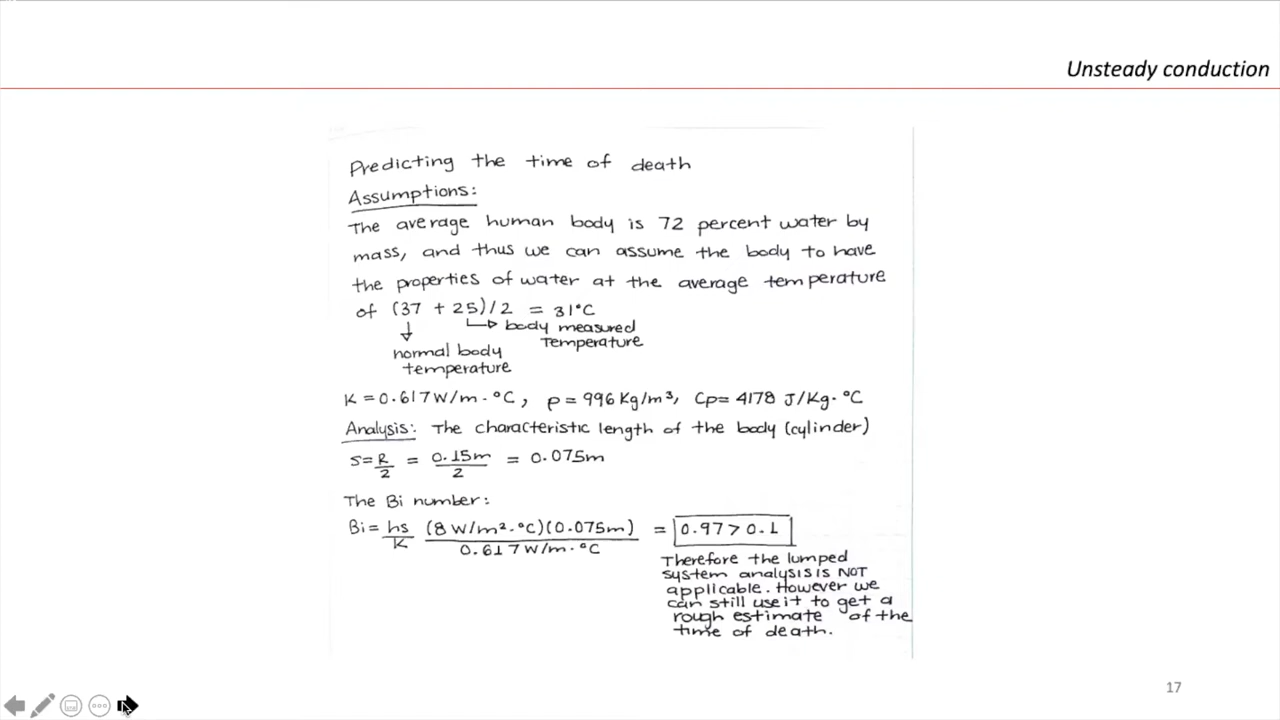 Unsteady conduction
Predicting the time of death
Assumptions:
The average human body is 72 percent water by
mass, and thus we can assume the body to have
the properties of water at the average temperature
of (37 + 25)/2 = 31°C
body measured
temperature
normal body
temperature
K = 0.617 W/m·°C, ρ = 996 Kg/m³, Cp= 4178 J/Kg·°C
Analysis: The characteristic length of the body (cylinder)
s = R/2 = 0.15m/2 = 0.075m
The Bi number:
Bi = hs/K (8 W/m²·°C)(0.075m)/0.617 W/m·°C = 0.97 > 0.1
Therefore the lumped
system analysis is NOT
applicable. However we
can still use it to get a
rough estimate of the
time of death.
17